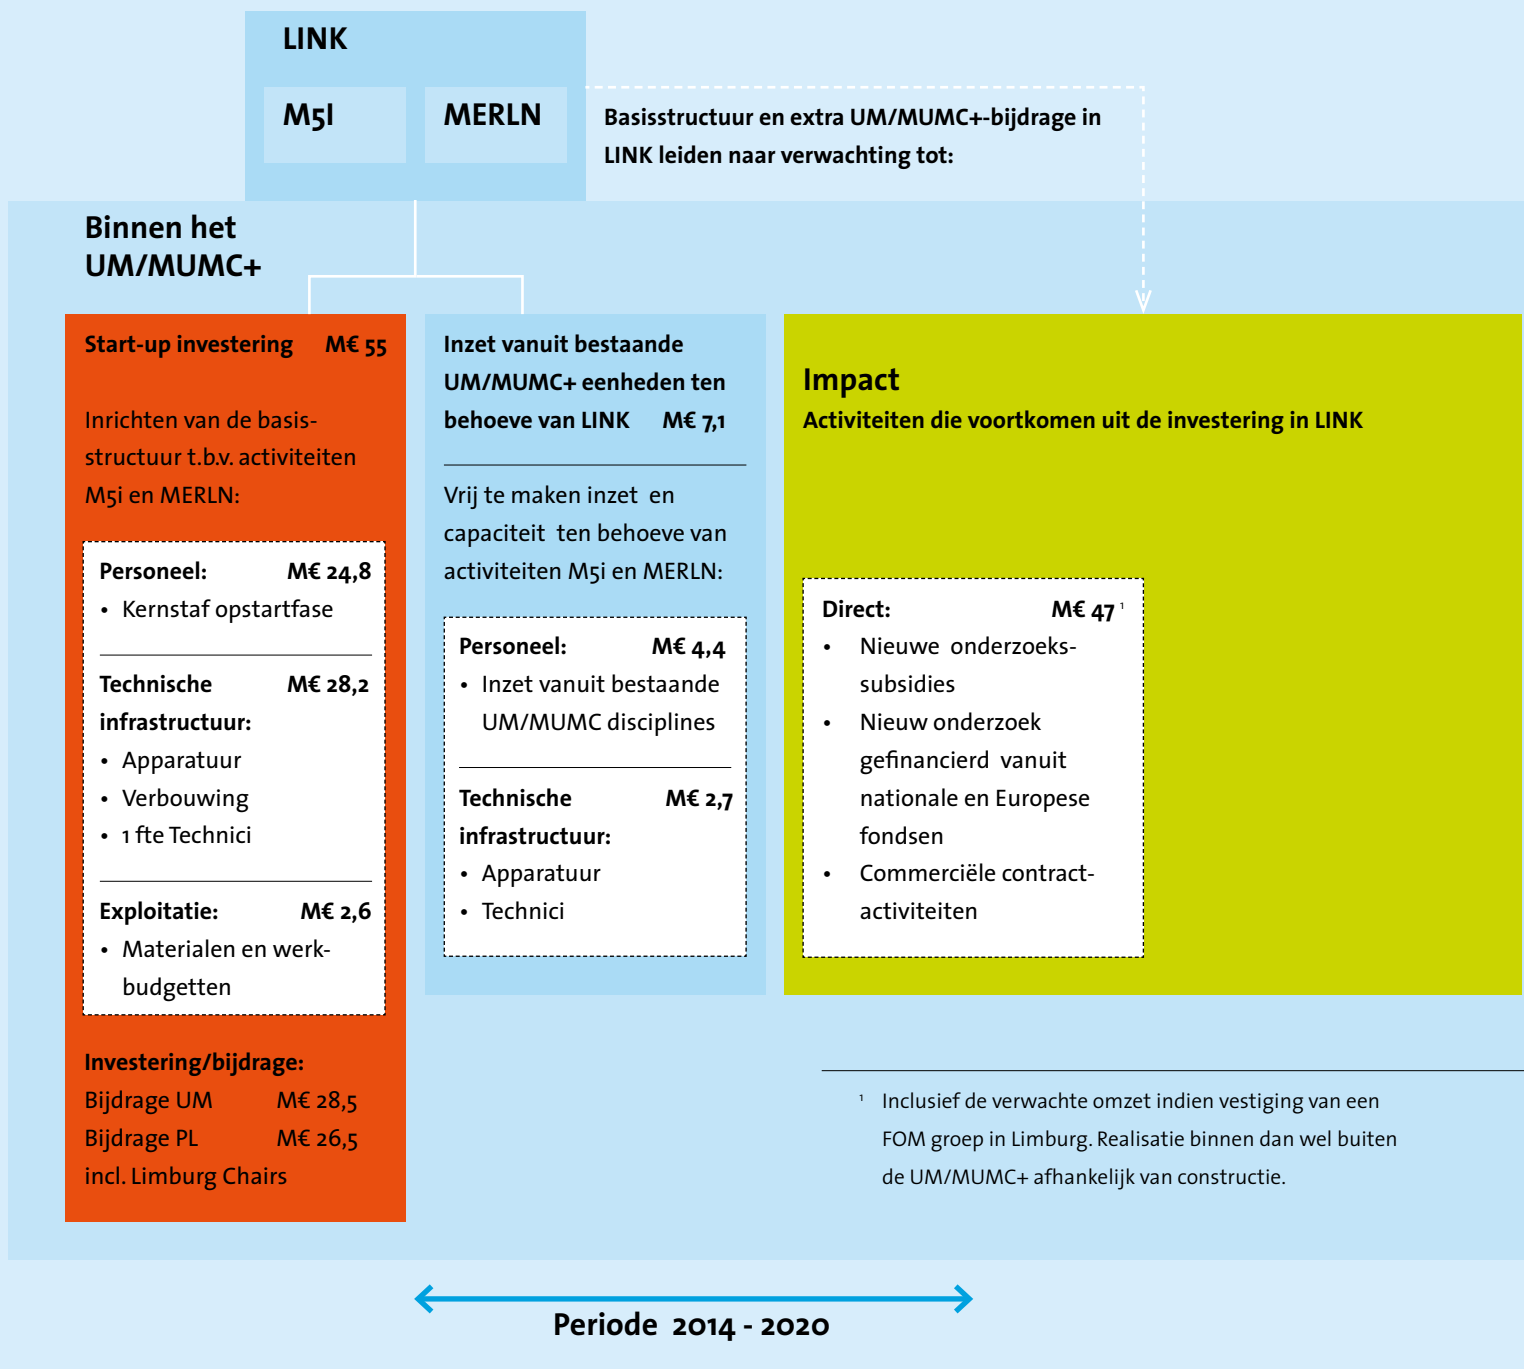 LINK
M5I
MERLN
Basisstructuur en extra UM/MUMC+-bijdrage in
LINK leiden naar verwachting tot:
Binnen het
UM/MUMC+
Start-up investering M€ 55
Inrichten van de basis-
structuur t.b.v. activiteiten
M5i en MERLN:
Personeel: M€ 24,8
• Kernstaf opstartfase
Technische M€ 28,2
infrastructuur:
• Apparatuur
• Verbouwing
• 1 fte Technici
Exploitatie: M€ 2,6
• Materialen en werk-
budgetten
Investering/bijdrage:
Bijdrage UM M€ 28,5
Bijdrage PL M€ 26,5
incl. Limburg Chairs
Inzet vanuit bestaande
UM/MUMC+ eenheden ten
behoeve van LINK M€ 7,1
Vrij te maken inzet en
capaciteit ten behoeve van
activiteiten M5i en MERLN:
Personeel: M€ 4,4
• Inzet vanuit bestaande
UM/MUMC disciplines
Technische M€ 2,7
infrastructuur:
• Apparatuur
• Technici
Impact
Activiteiten die voortkomen uit de investering in LINK
Direct: M€ 47 ¹
• Nieuwe onderzoeks-
subsidies
• Nieuw onderzoek
gefinancierd vanuit
nationale en Europese
fondsen
• Commerciële contract-
activiteiten
¹ Inclusief de verwachte omzet indien vestiging van een
FOM groep in Limburg. Realisatie binnen dan wel buiten
de UM/MUMC+ afhankelijk van constructie.
Periode 2014 - 2020